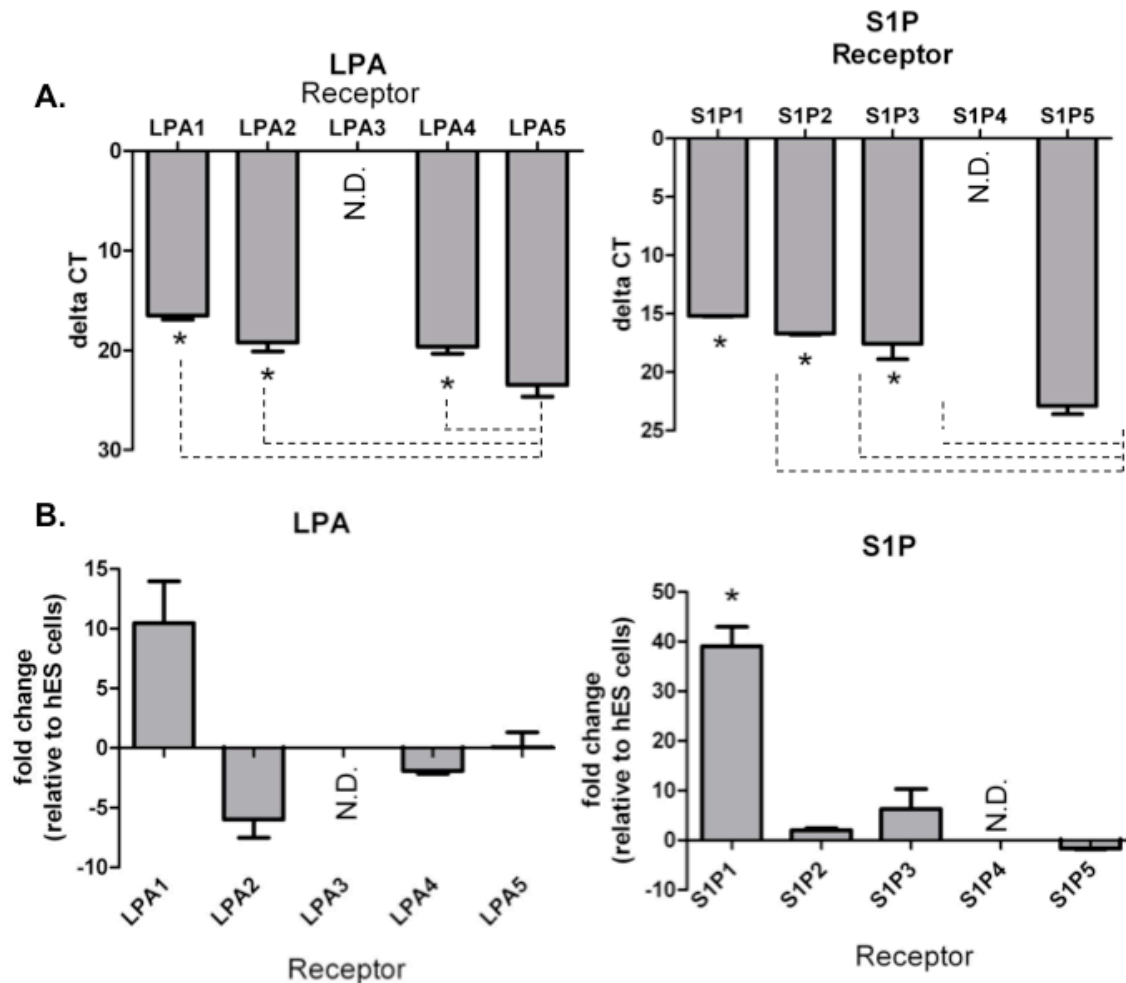 A.
LPA
Receptor
LPA1 LPA2 LPA3 LPA4 LPA5
0
10
20
30
delta CT
N.D.
*
*
*
S1P
Receptor
S1P1 S1P2 S1P3 S1P4 S1P5
0
5
10
15
20
25
delta CT
N.D.
*
*
*
B.
LPA
15
10
5
0
-5
-10
fold change
(relative to hES cells)
N.D.
LPA1 LPA2 LPA3 LPA4 LPA5
Receptor
S1P
50
40
30
20
10
0
-10
fold change
(relative to hES cells)
*
N.D.
S1P1 S1P2 S1P3 S1P4 S1P5
Receptor